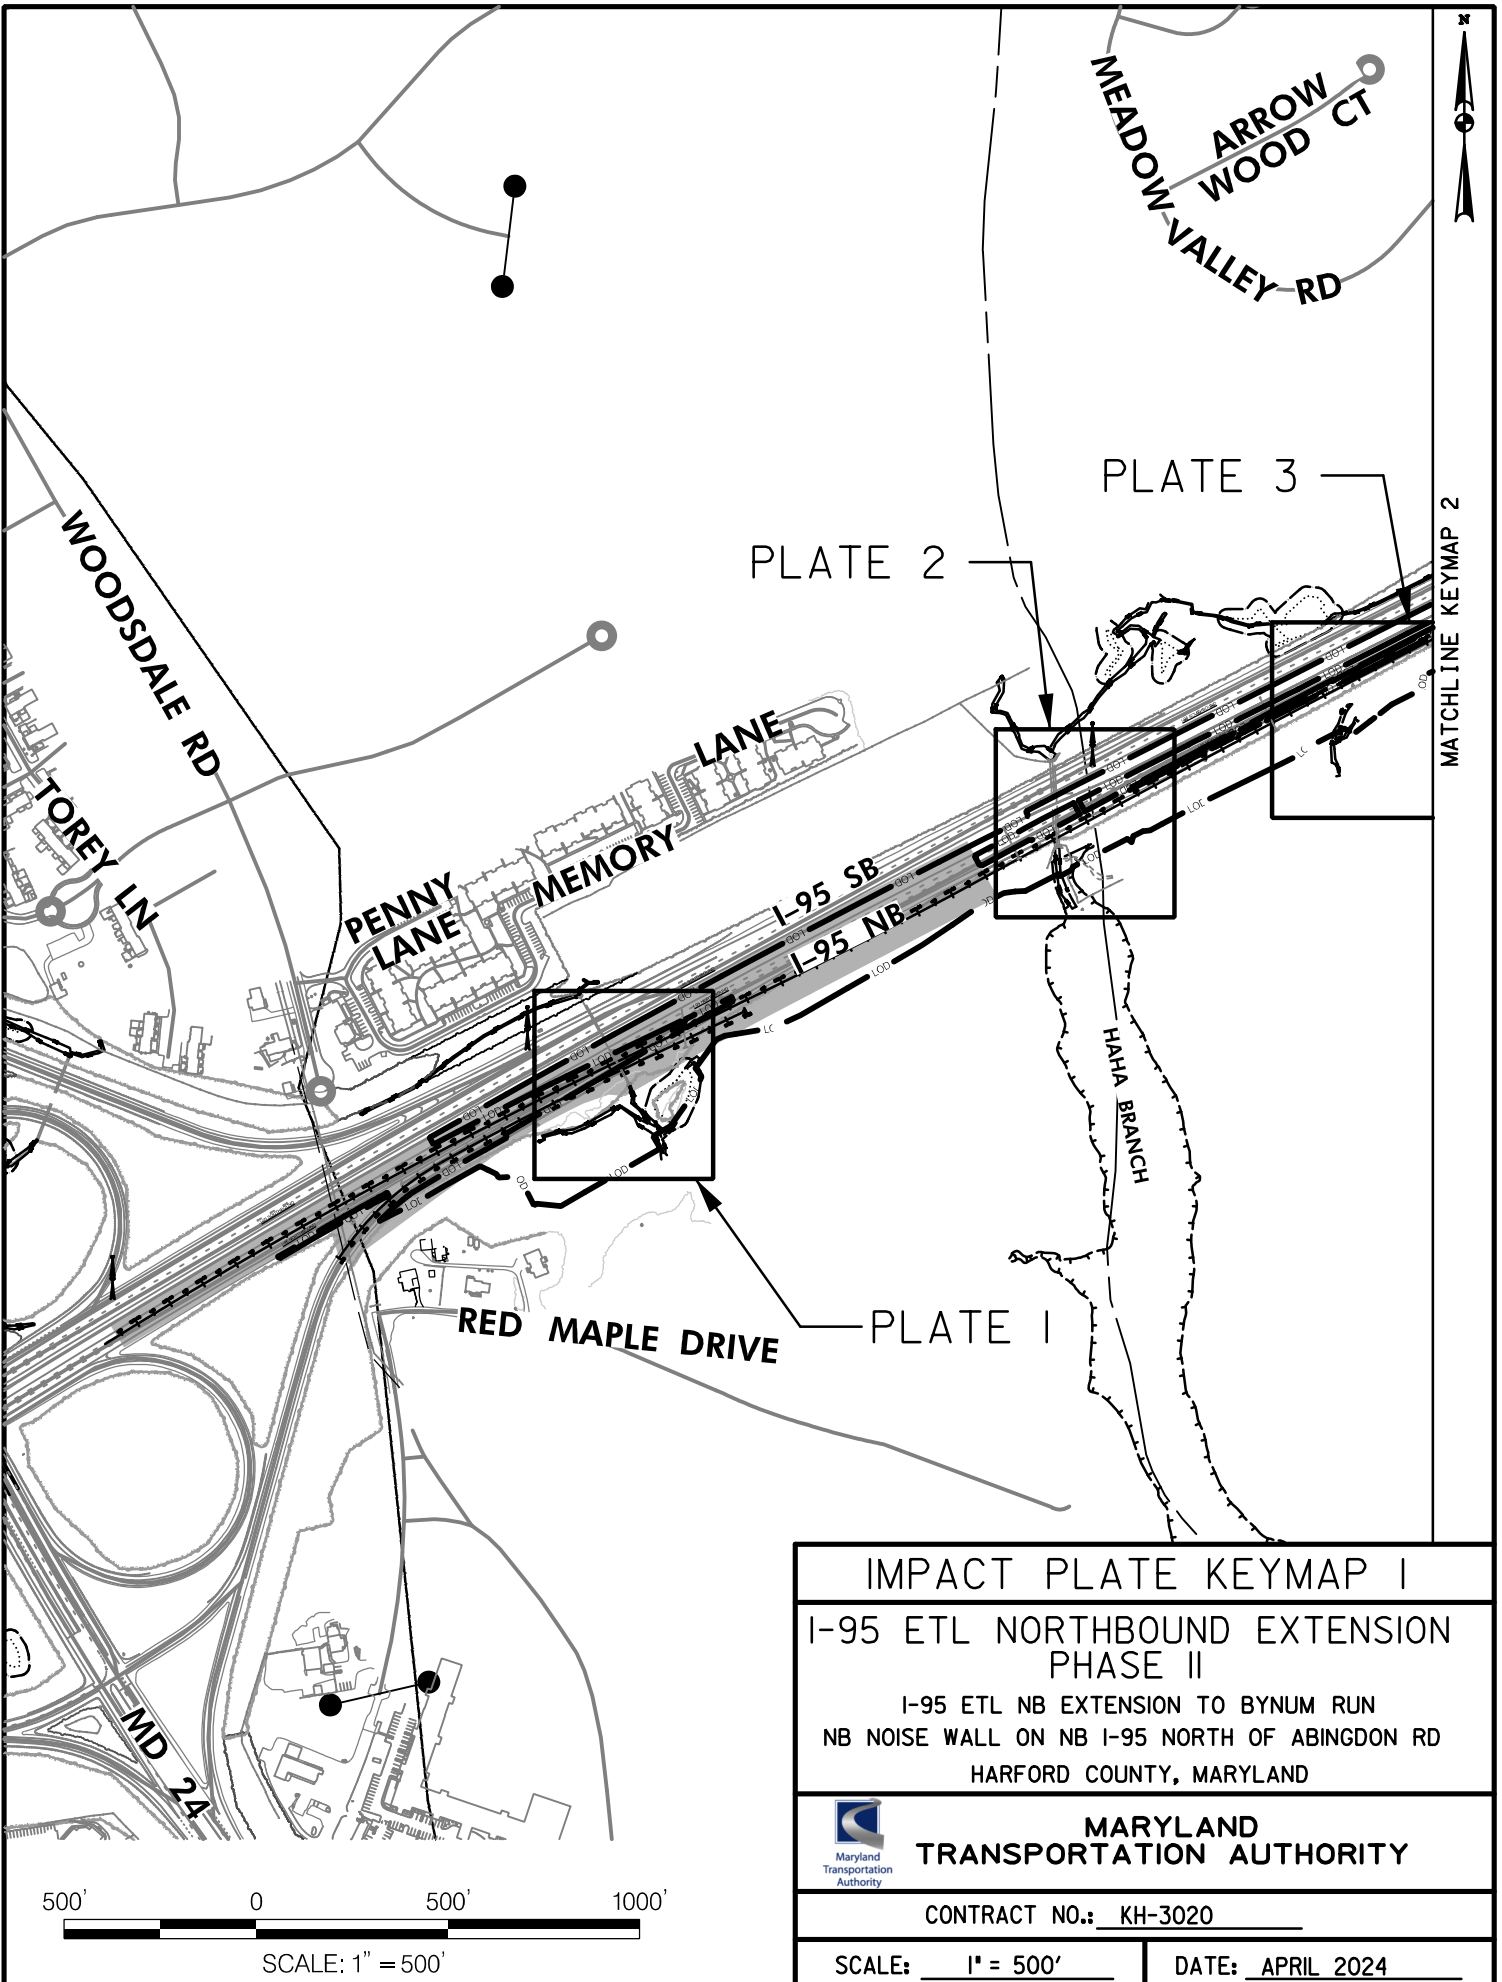 N
MEADOW VALLEY RD
ARROW
WOOD CT
WOODSDALE RD
PLATE 3
PLATE 2
MATCHLINE KEYMAP 2
TOREY LN
PENNY
LANE
MEMORY LANE
I-95 SB
I-95 NB
LOD
LOD
LOD
LOD
HAHA BRANCH
RED MAPLE DRIVE
PLATE 1
MD 24
500' 0 500' 1000'
SCALE: 1" = 500'
IMPACT PLATE KEYMAP 1
I-95 ETL NORTHBOUND EXTENSION
PHASE II
I-95 ETL NB EXTENSION TO BYNUM RUN
NB NOISE WALL ON NB I-95 NORTH OF ABINGDON RD
HARFORD COUNTY, MARYLAND
Maryland
Transportation
Authority
MARYLAND
TRANSPORTATION AUTHORITY
CONTRACT NO.: KH-3020
SCALE: 1" = 500'
DATE: APRIL 2024